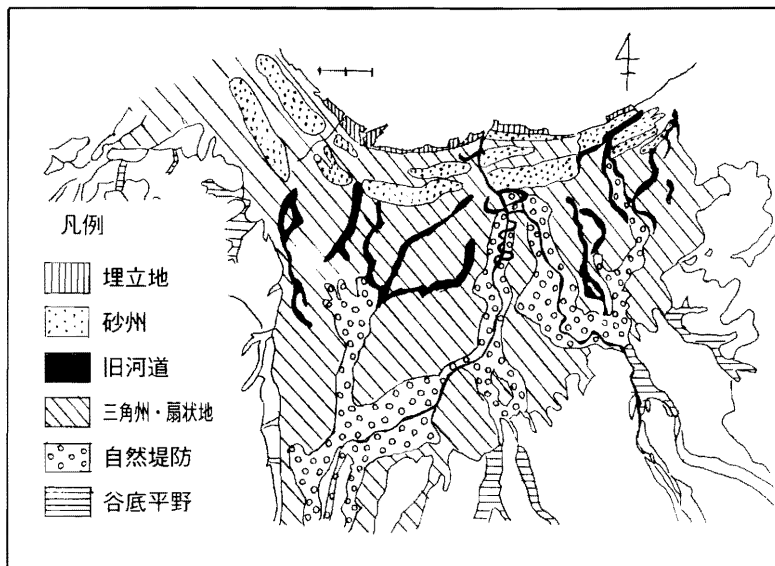 凡例
埋立地
砂州
旧河道
三角州・扇状地
自然堤防
谷底平野